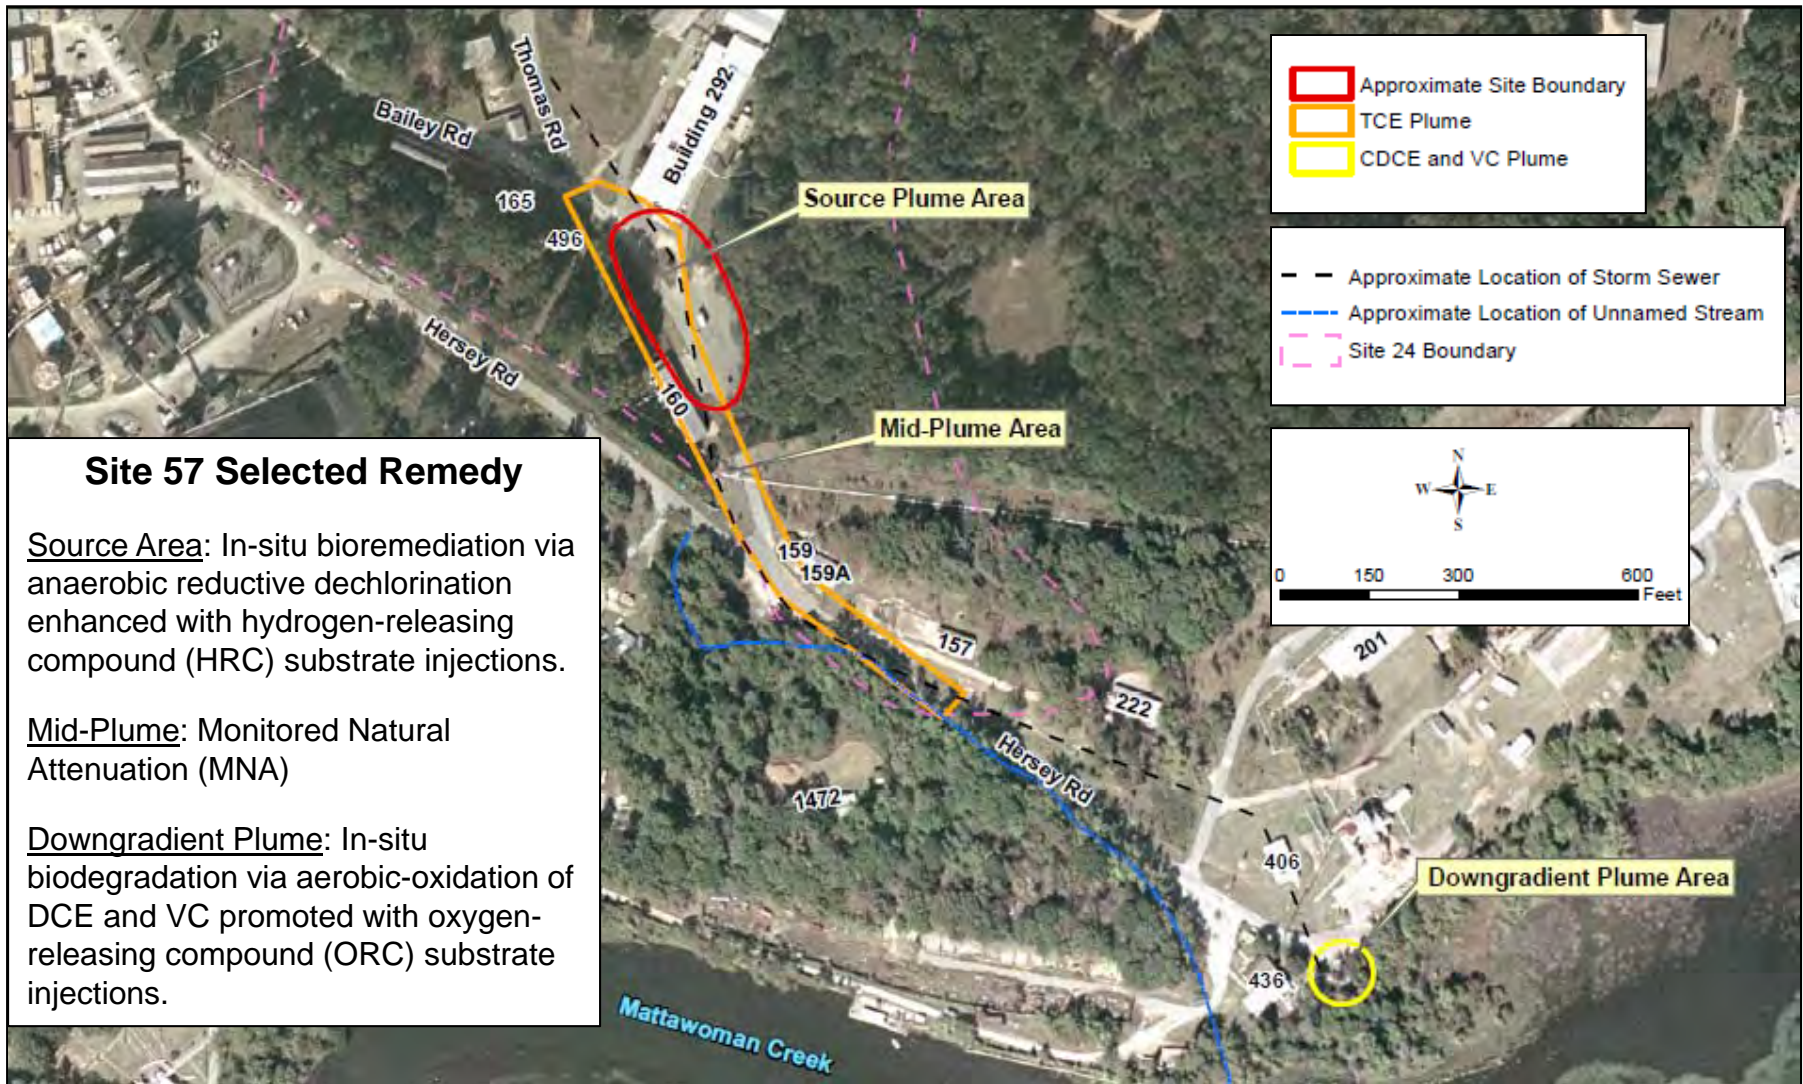 Thomas Rd
Bailey Rd
Building 292
165
496
Source Plume Area
Approximate Site Boundary
TCE Plume
CDCE and VC Plume
Approximate Location of Storm Sewer
Approximate Location of Unnamed Stream
Site 24 Boundary
Hersey Rd
160
Mid-Plume Area
N
W
E
S
0 150 300 600
Feet
Site 57 Selected Remedy
Source Area: In-situ bioremediation via
anaerobic reductive dechlorination
enhanced with hydrogen-releasing
compound (HRC) substrate injections.
Mid-Plume: Monitored Natural
Attenuation (MNA)
Downgradient Plume: In-situ
biodegradation via aerobic-oxidation of
DCE and VC promoted with oxygen-
releasing compound (ORC) substrate
injections.
159
159A
157
201
222
Hersey Rd
1472
406
Downgradient Plume Area
436
Mattawoman Creek